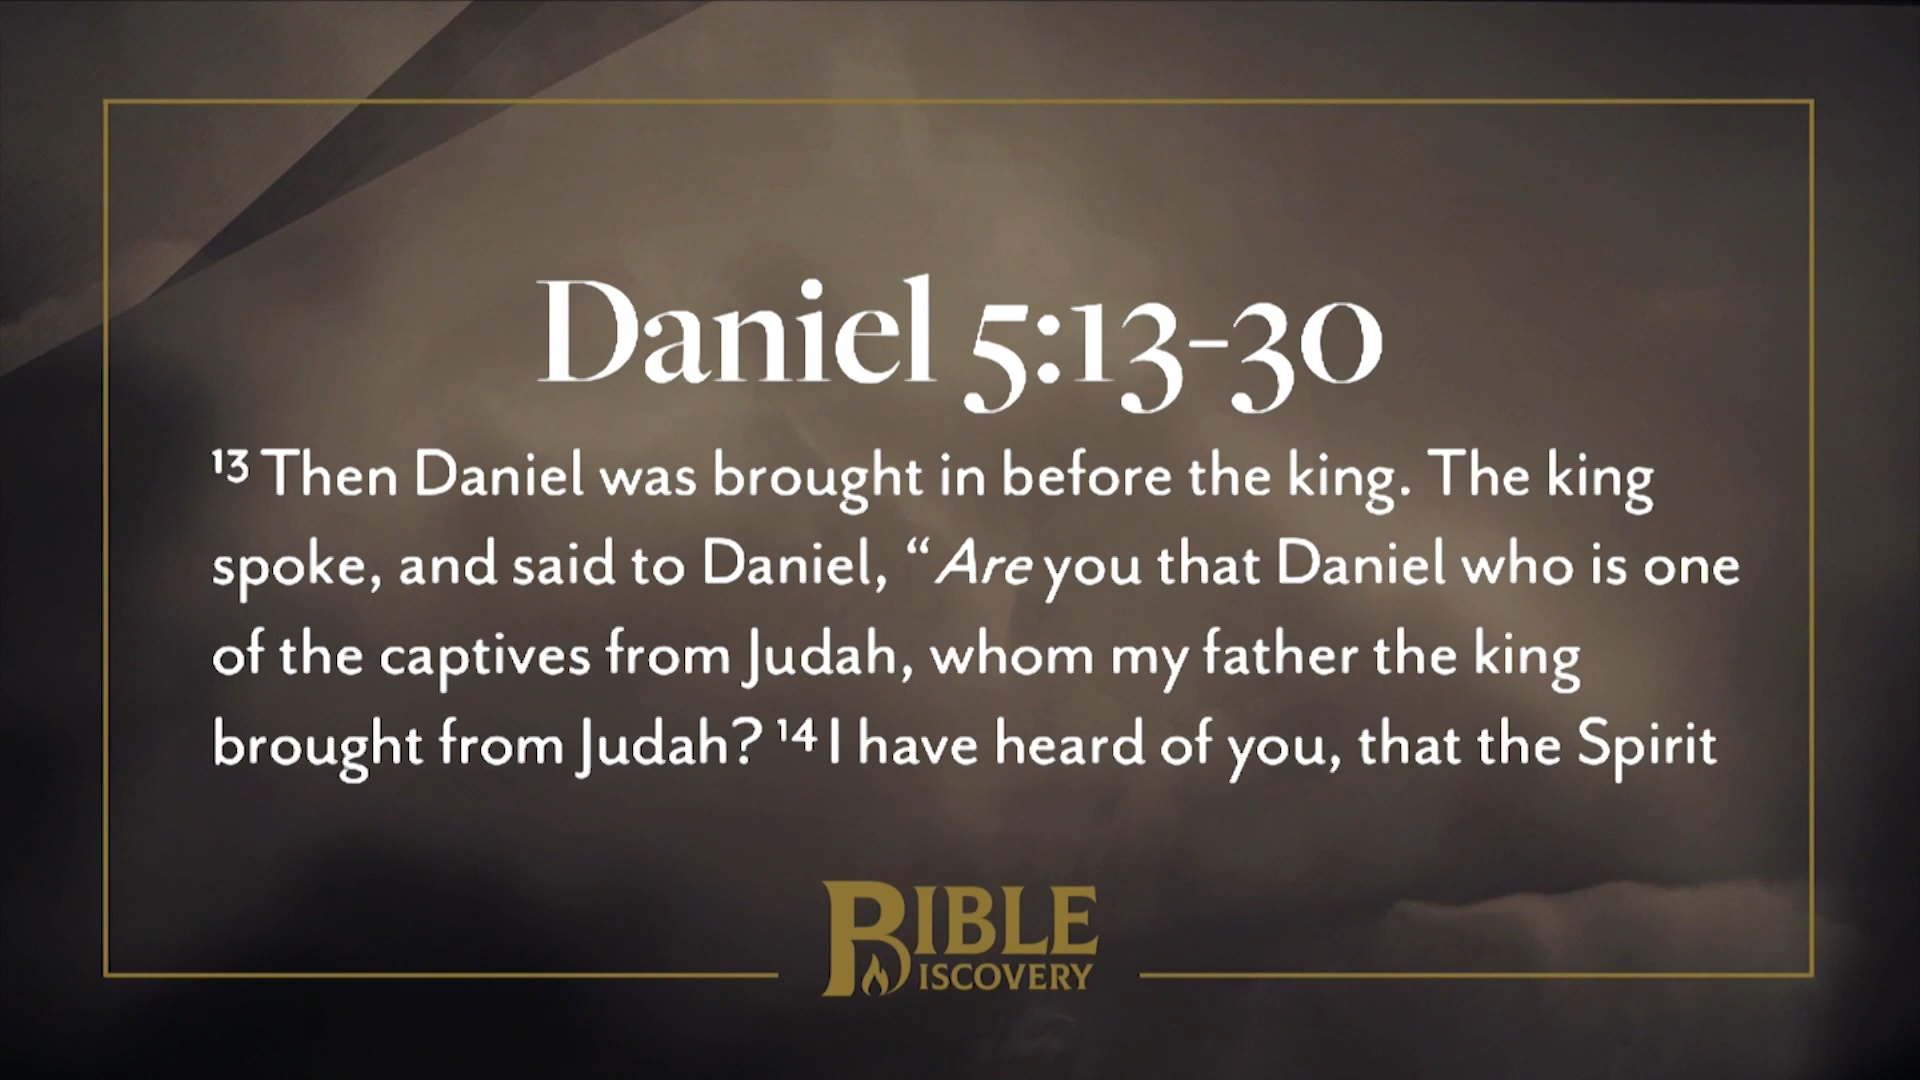 Daniel 5:13-30
¹³ Then Daniel was brought in before the king. The king
spoke, and said to Daniel, “Are you that Daniel who is one
of the captives from Judah, whom my father the king
brought from Judah? ¹⁴ I have heard of you, that the Spirit
BIBLE
DISCOVERY